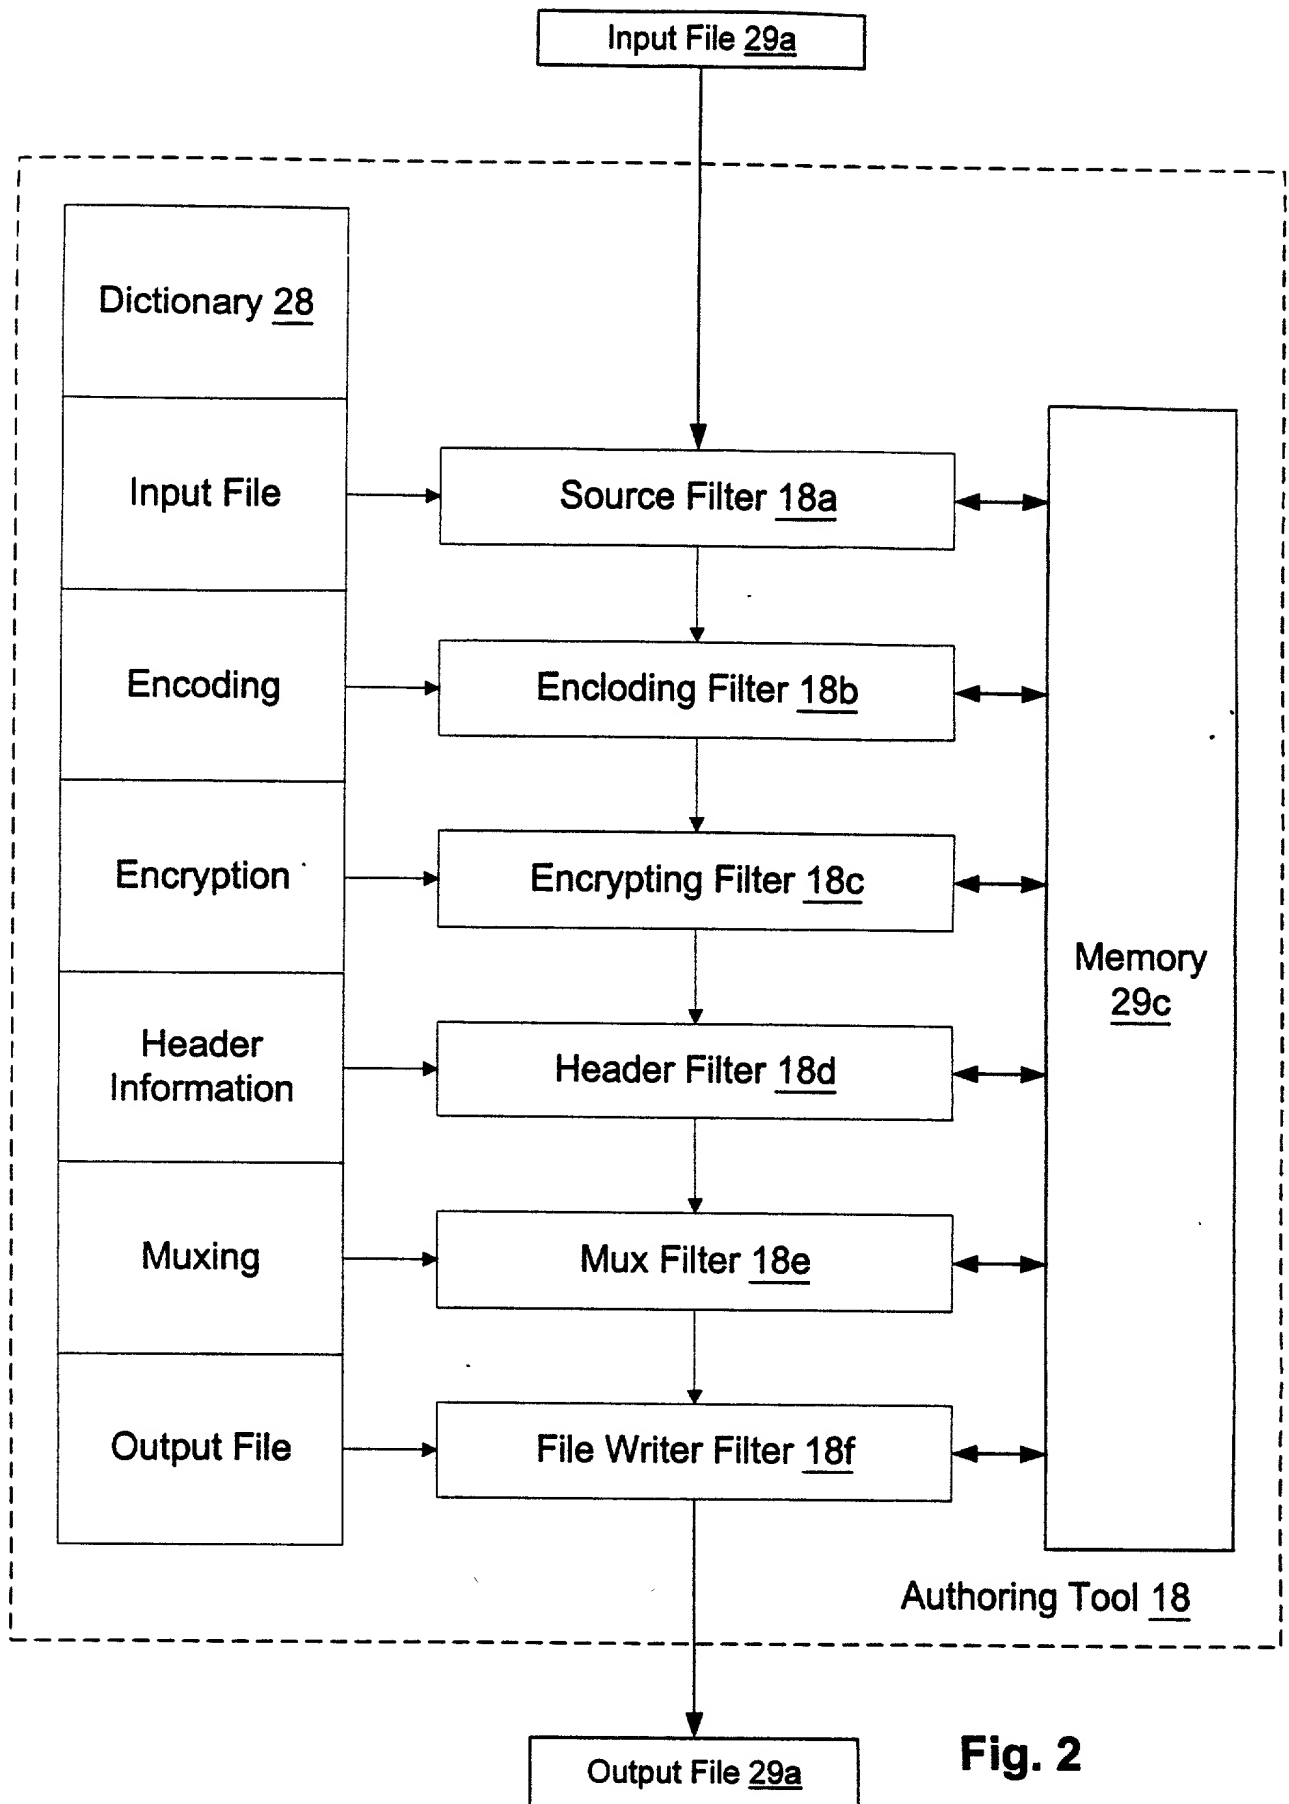 Input File 29a
Dictionary 28
Input File
Source Filter 18a
Encoding
Encloding Filter 18b
Encryption
Encrypting Filter 18c
Memory
29c
Header
Information
Header Filter 18d
Muxing
Mux Filter 18e
Output File
File Writer Filter 18f
Authoring Tool 18
Output File 29a
Fig. 2